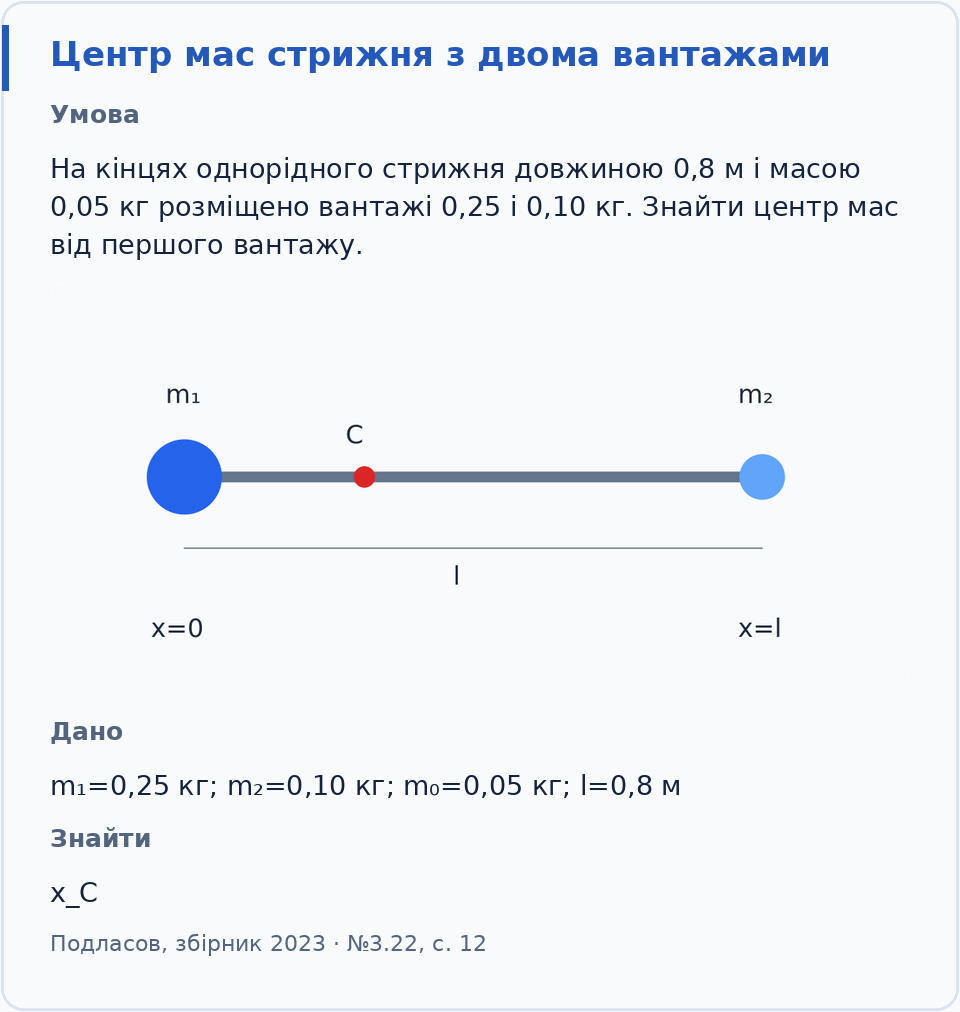 Центр мас стрижня з двома вантажами
Умова
На кінцях однорідного стрижня довжиною 0,8 м і масою
0,05 кг розміщено вантажі 0,25 і 0,10 кг. Знайти центр мас
від першого вантажу.
m₁ m₂
C
l
x=0 x=l
Дано
m₁=0,25 кг; m₂=0,10 кг; m₀=0,05 кг; l=0,8 м
Знайти
x_C
Подласов, збірник 2023 · №3.22, с. 12